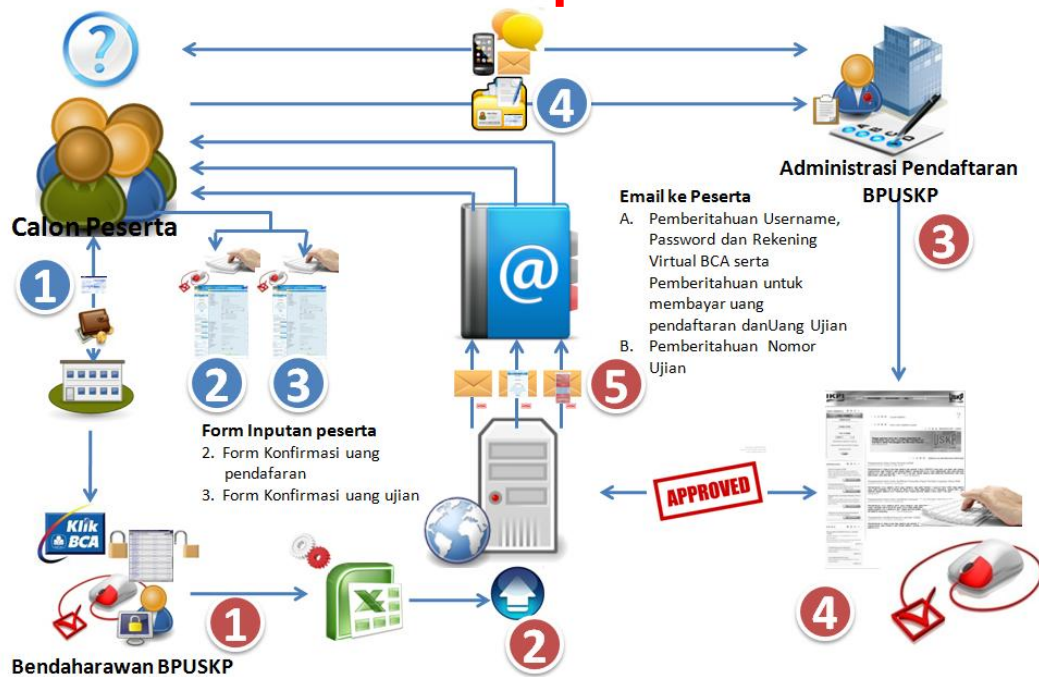 4
Administrasi Pendaftaran
BPUSKP
Calon Peserta
Email ke Peserta
A. Pemberitahuan Username,
Password dan Rekening
Virtual BCA serta
Pemberitahuan untuk
membayar uang
pendaftaran danUang Ujian
B. Pemberitahuan Nomor
Ujian
3
1
@
2
3
5
Form Inputan peserta
2. Form Konfirmasi uang
pendafaran
3. Form Konfirmasi uang ujian
APPROVED
Klik
BCA
1
2
4
Bendaharawan BPUSKP